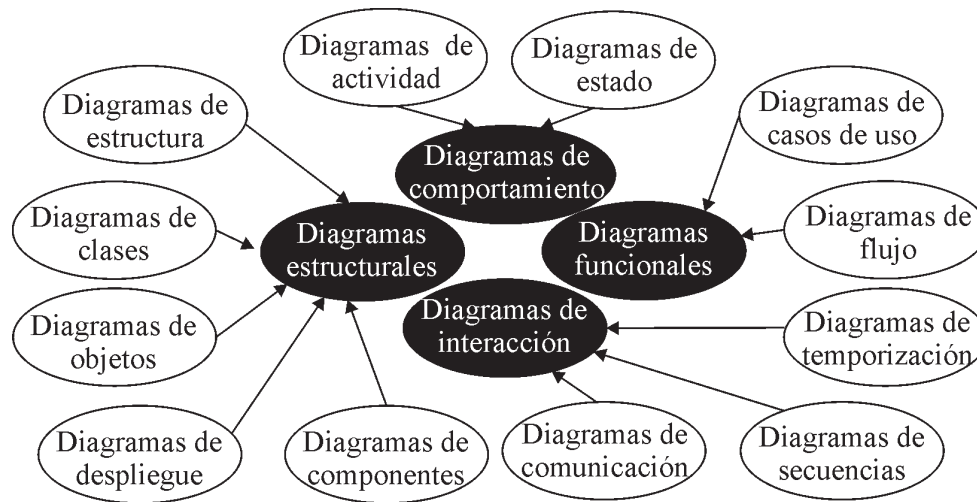 Diagramas de
actividad
Diagramas de
estado
Diagramas de
estructura
Diagramas de
casos de uso
Diagramas de
comportamiento
Diagramas de
clases
Diagramas
estructurales
Diagramas
funcionales
Diagramas de
flujo
Diagramas de
objetos
Diagramas de
interacción
Diagramas de
temporización
Diagramas de
despliegue
Diagramas de
componentes
Diagramas de
comunicación
Diagramas de
secuencias